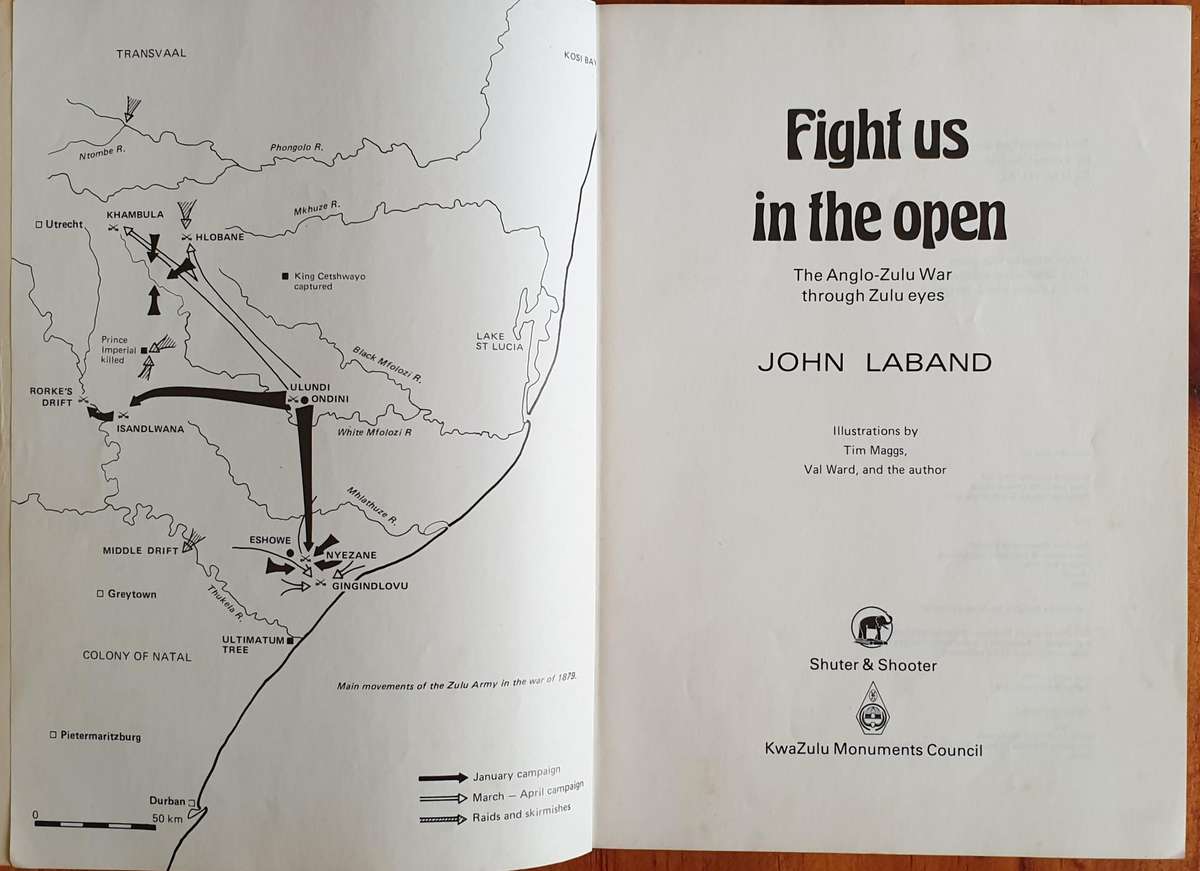 TRANSVAAL
KOSI BAY
Ntombe R.
Phongolo R.
Mkhuze R.
KHAMBULA
Utrecht
HLOBANE
King Cetshwayo
captured
Prince
Imperial
killed
LAKE
ST LUCIA
Black Mfolozi R.
RORKE'S
DRIFT
ULUNDI
ONDINI
ISANDLWANA
White Mfolozi R
Mhlathuze R.
ESHOWE
MIDDLE DRIFT
NYEZANE
GINGINDLOVU
Greytown
Thukela R.
ULTIMATUM
TREE
COLONY OF NATAL
Main movements of the Zulu Army in the war of 1879.
Pietermaritzburg
January campaign
March – April campaign
Raids and skirmishes
Durban
0
50 km
Fight us
in the open
The Anglo-Zulu War
through Zulu eyes
JOHN LABAND
Illustrations by
Tim Maggs,
Val Ward, and the author
Shuter & Shooter
KwaZulu Monuments Council